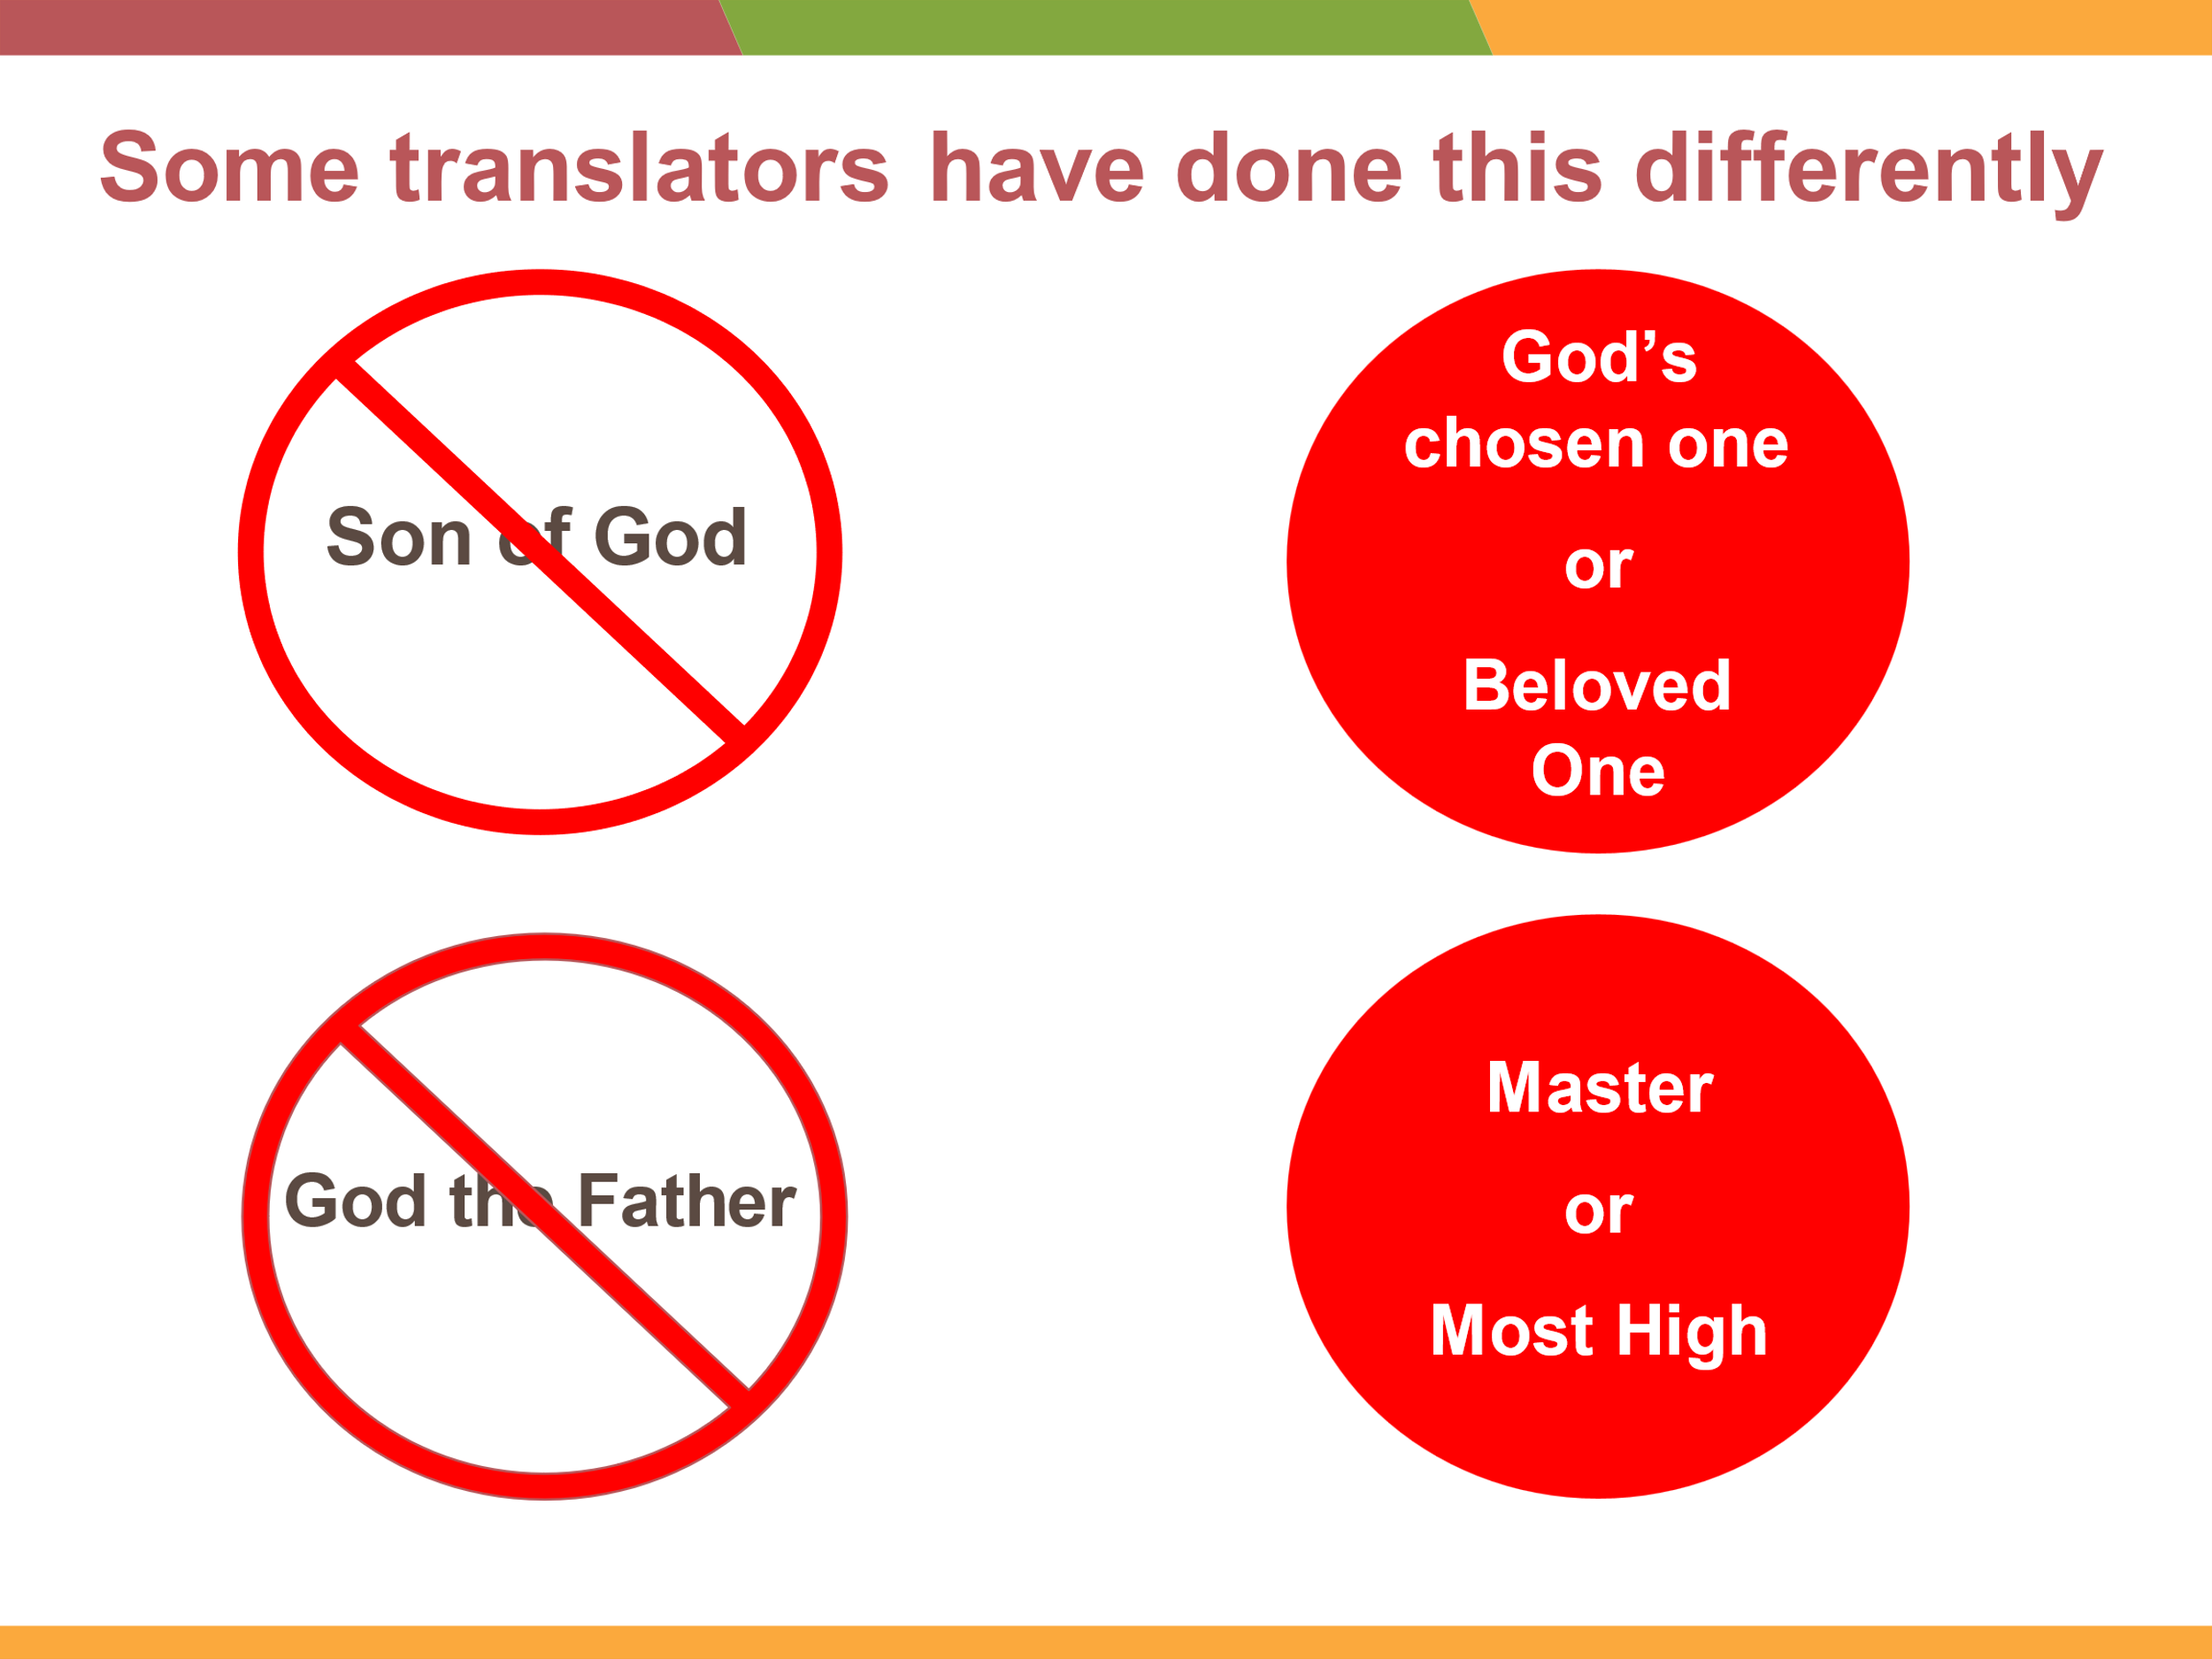 Some translators have done this differently
Son of God
God's
chosen one
or
Beloved
One
God the Father
Master
or
Most High